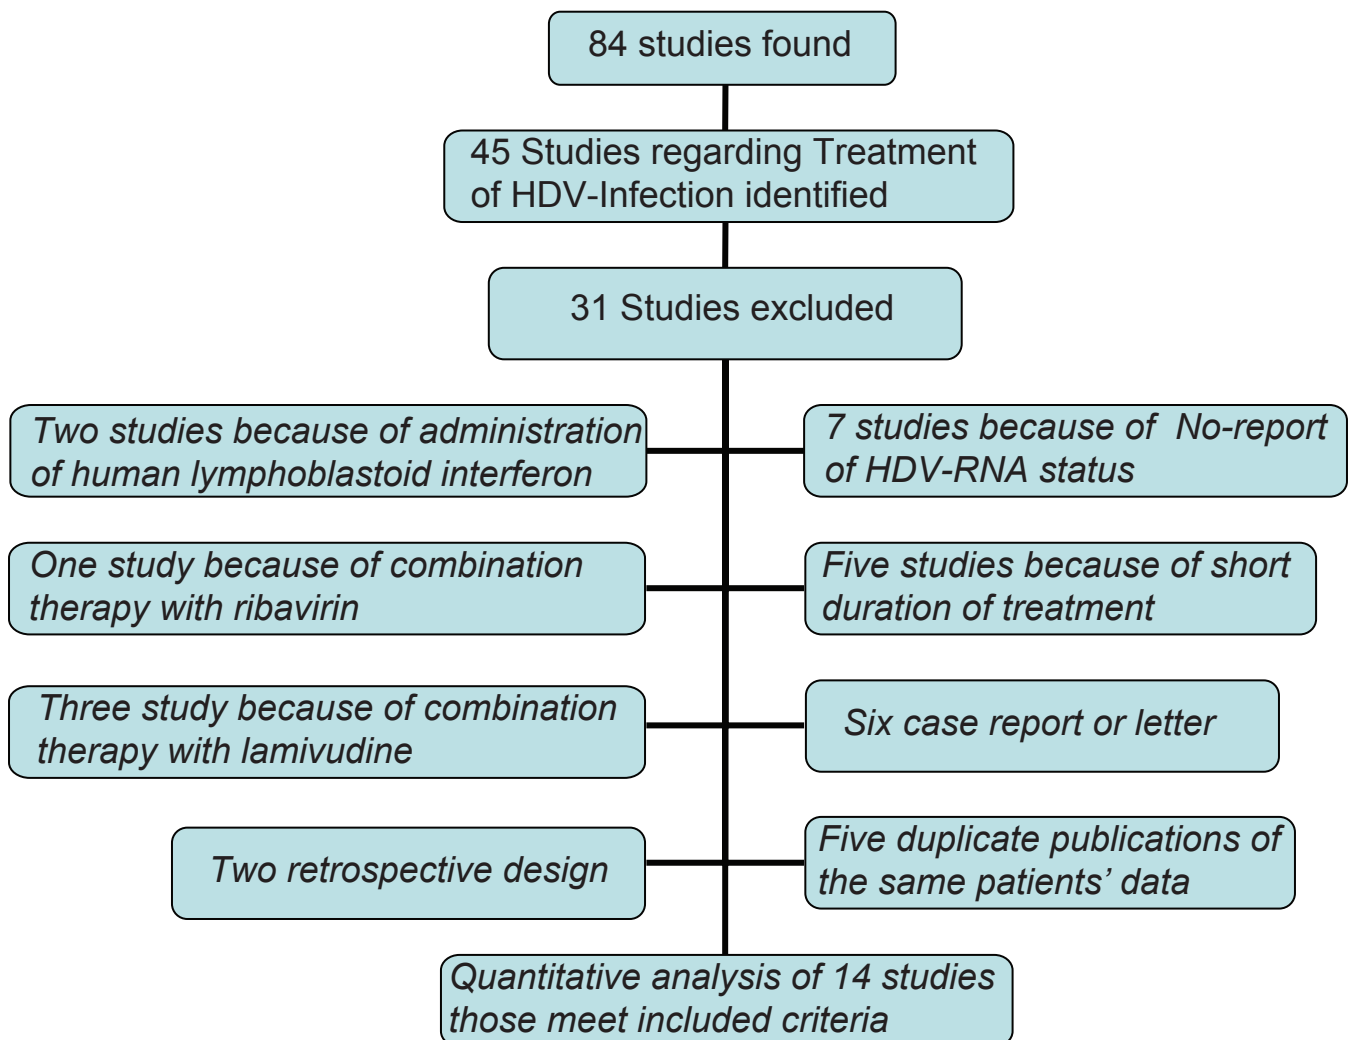 84 studies found
45 Studies regarding Treatment
of HDV-Infection identified
31 Studies excluded
Two studies because of administration
of human lymphoblastoid interferon
7 studies because of No-report
of HDV-RNA status
One study because of combination
therapy with ribavirin
Five studies because of short
duration of treatment
Three study because of combination
therapy with lamivudine
Six case report or letter
Two retrospective design
Five duplicate publications of
the same patients’ data
Quantitative analysis of 14 studies
those meet included criteria